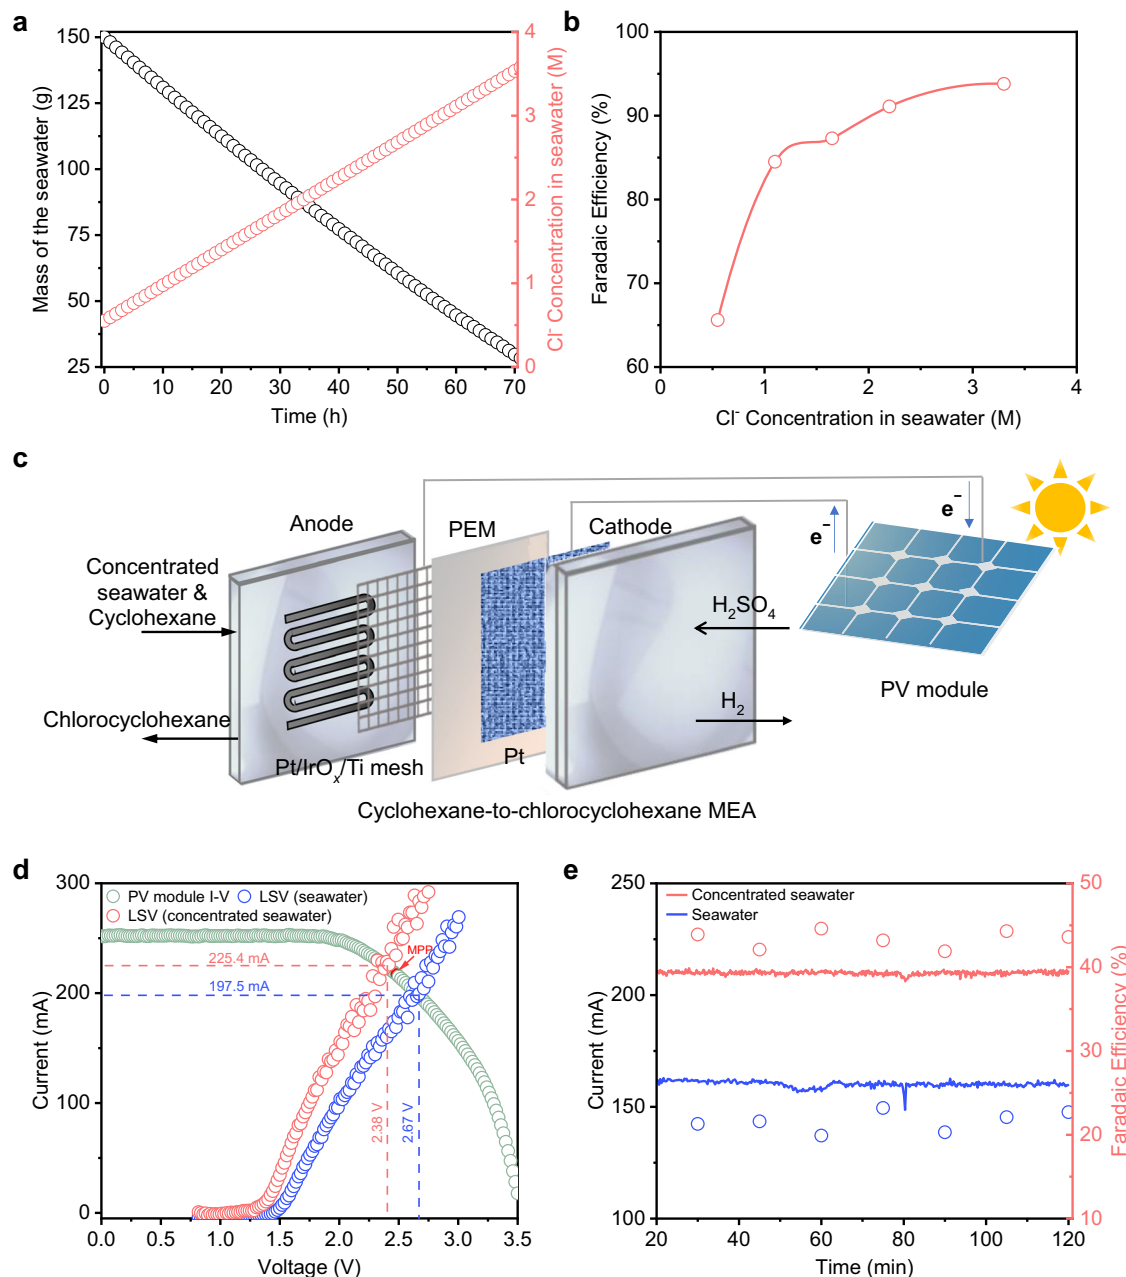 a
150
125
100
75
50
25
Mass of the seawater (g)
0
10
20
30
40
50
60
70
Time (h)
4
3
2
1
0
Cl⁻ Concentration in seawater (M)
b
100
90
80
70
60
Faradaic Efficiency (%)
0
1
2
3
4
Cl⁻ Concentration in seawater (M)
c
Anode
PEM
Cathode
e⁻
e⁻
Concentrated
seawater &
Cyclohexane
H₂SO₄
PV module
Chlorocyclohexane
H₂
Pt/IrOₓ/Ti mesh
Pt
Cyclohexane-to-chlorocyclohexane MEA
d
300
200
100
0
Current (mA)
PV module I-V
LSV (seawater)
LSV (concentrated seawater)
MPP
225.4 mA
197.5 mA
2.38 V
2.67 V
0.0
0.5
1.0
1.5
2.0
2.5
3.0
3.5
Voltage (V)
e
250
200
150
100
Current (mA)
Concentrated seawater
Seawater
50
40
30
20
10
Faradaic Efficiency (%)
20
40
60
80
100
120
Time (min)